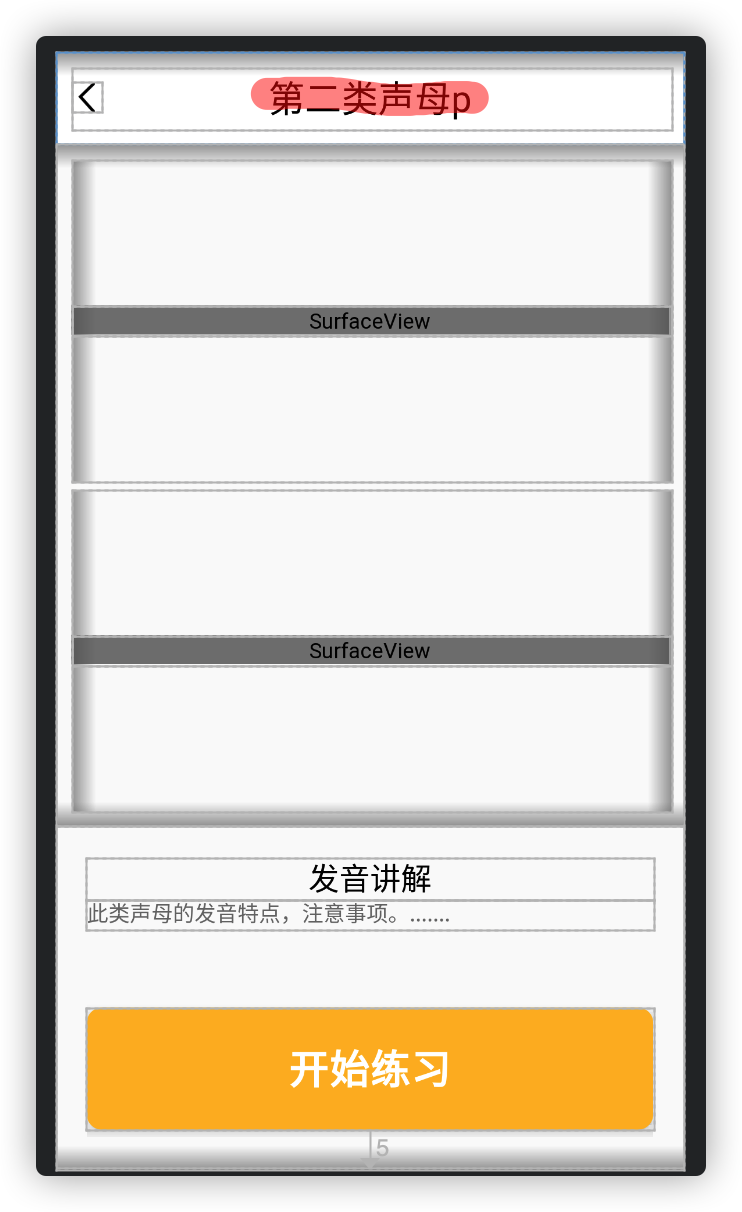 第二类声母p
SurfaceView
SurfaceView
发音讲解
此类声母的发音特点，注意事项。.......
开始练习
5